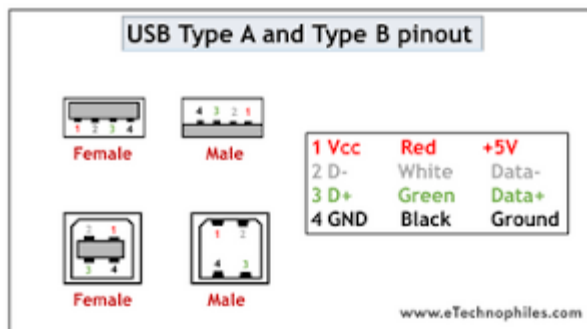 USB Type A and Type B pinout
1 2 3 4
4 3 2 1
Female
Male
1 Vcc Red +5V
2 D- White Data-
3 D+ Green Data+
4 GND Black Ground
2 1
3 4
1 2
4 3
Female
Male
www.eTechnophiles.com